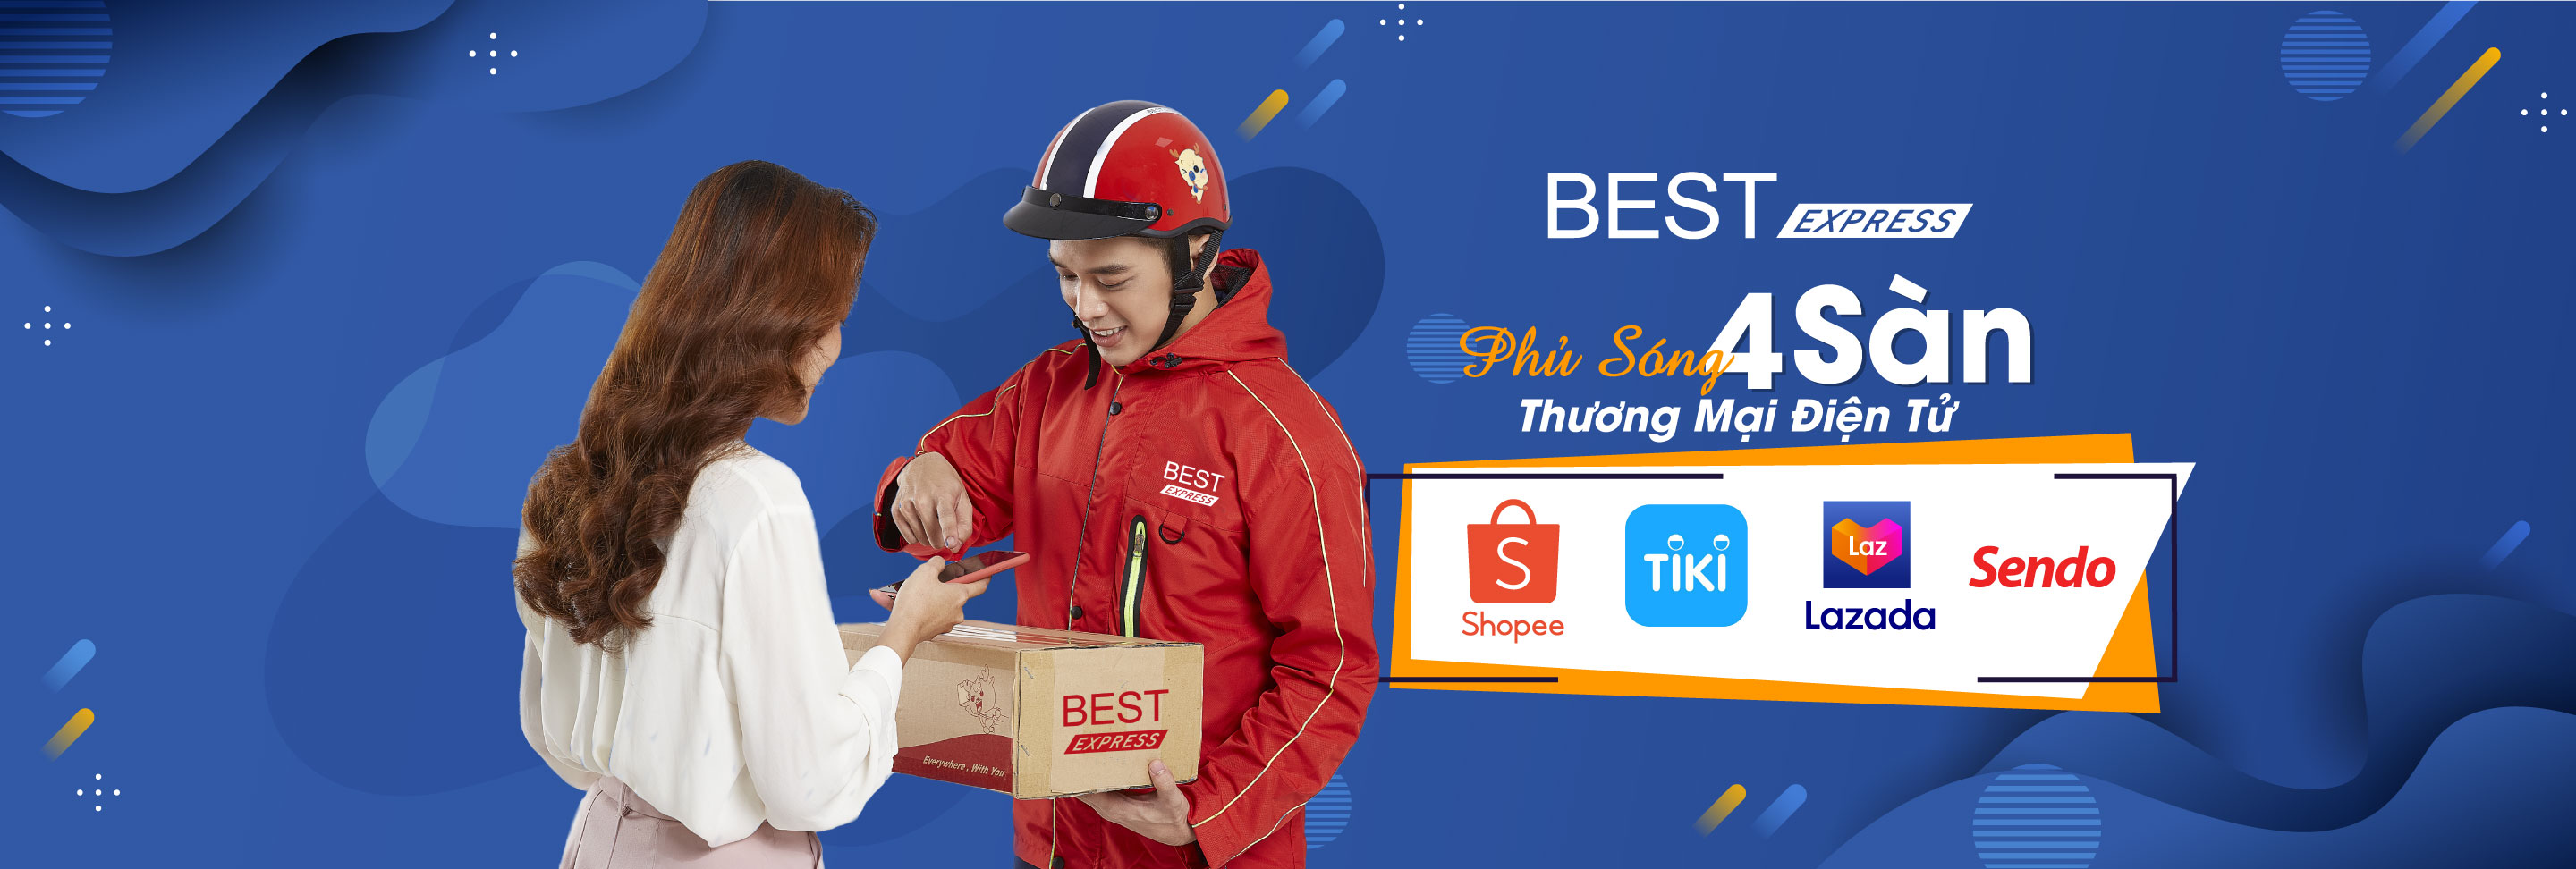 BEST EXPRESS
Phủ Sóng 4 Sàn
Thương Mại Điện Tử
S
Shopee
TiKi
Laz
Lazada
Sendo
BEST
EXPRESS
BEST
EXPRESS
Everywhere, With You